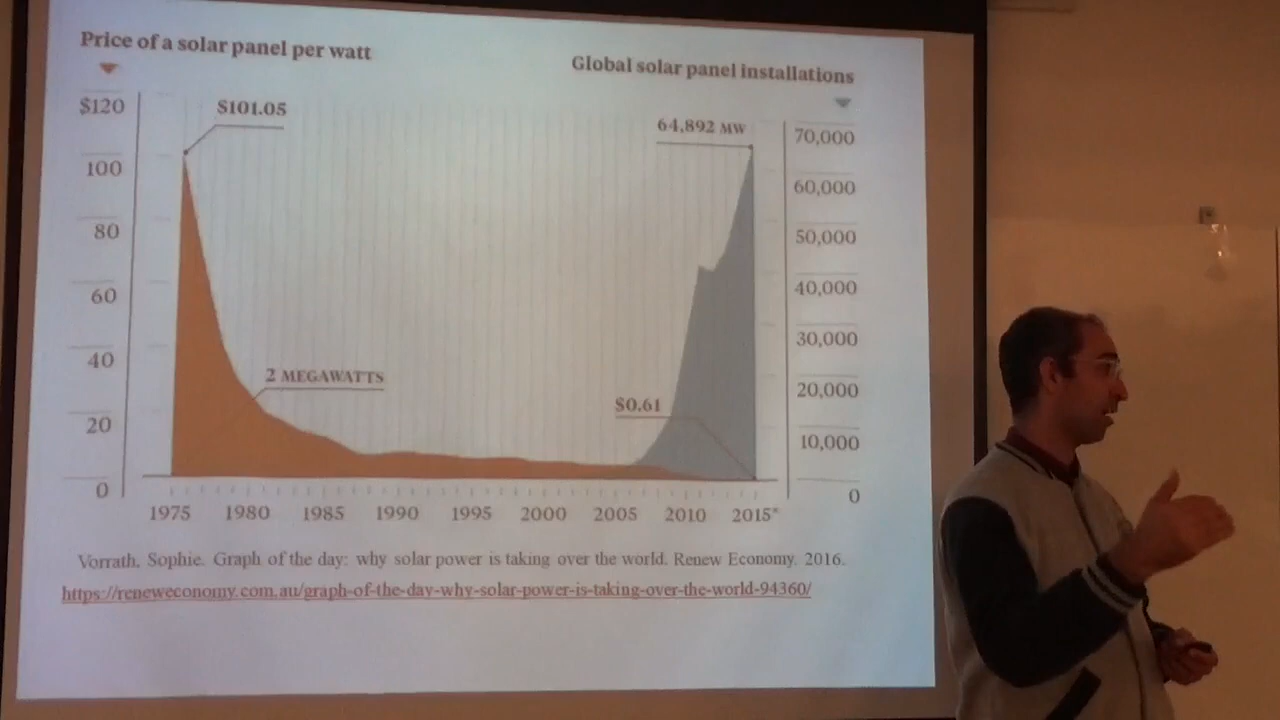 Price of a solar panel per watt
Global solar panel installations
$120
100
80
60
40
20
0
$101.05
2 MEGAWATTS
64,892 MW
$0.61
70,000
60,000
50,000
40,000
30,000
20,000
10,000
0
1975 1980 1985 1990 1995 2000 2005 2010 2015*
Vorrath, Sophie. Graph of the day: why solar power is taking over the world. Renew Economy. 2016.
https://reneweconomy.com.au/graph-of-the-day-why-solar-power-is-taking-over-the-world-94360/